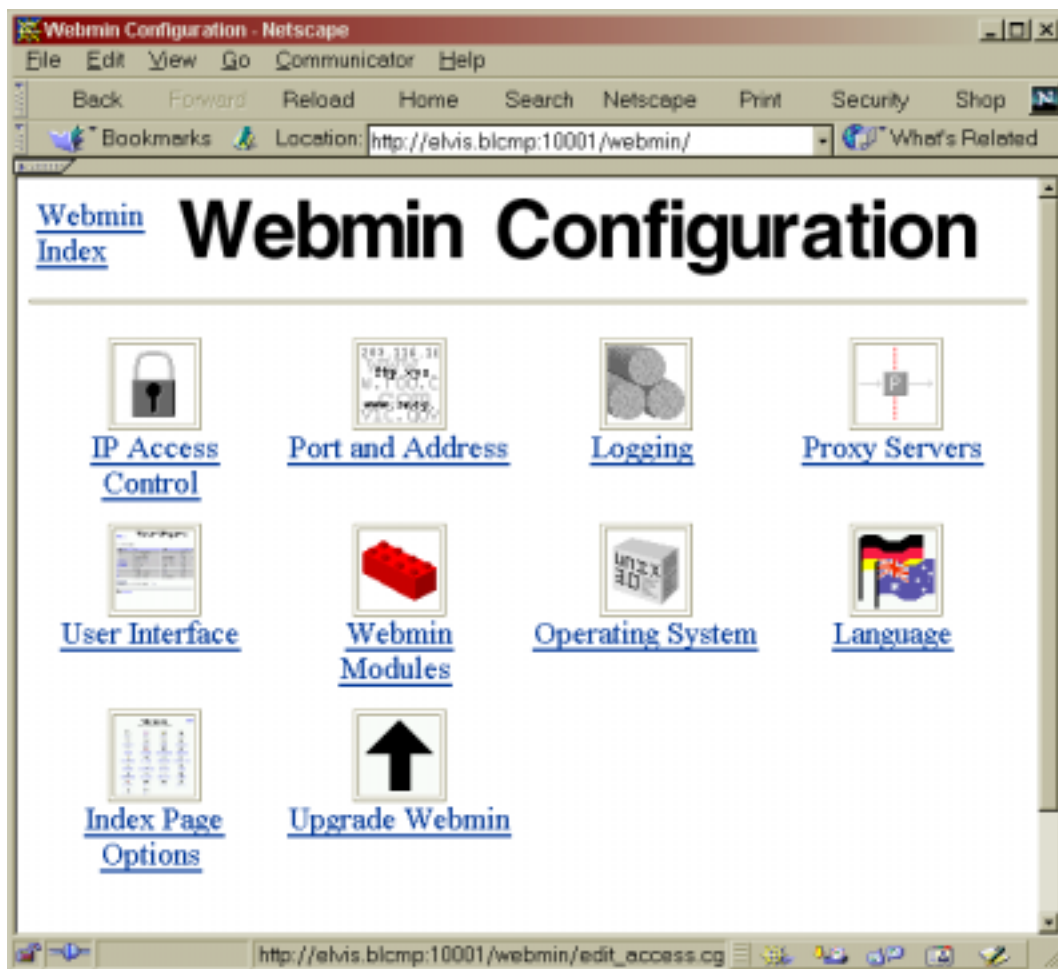 Webmin Configuration - Netscape
File Edit View Go Communicator Help
Back Forward Reload Home Search Netscape Print Security Shop N
Bookmarks Location: http://elvis.blcmp:10001/webmin/ What's Related
Webmin
Index
Webmin Configuration
IP Access
Control
Port and Address
Logging
P
Proxy Servers
User Interface
Webmin
Modules
UNIX
3.0
Operating System
Language
Index Page
Options
Upgrade Webmin
http://elvis.blcmp:10001/webmin/edit_access.cg